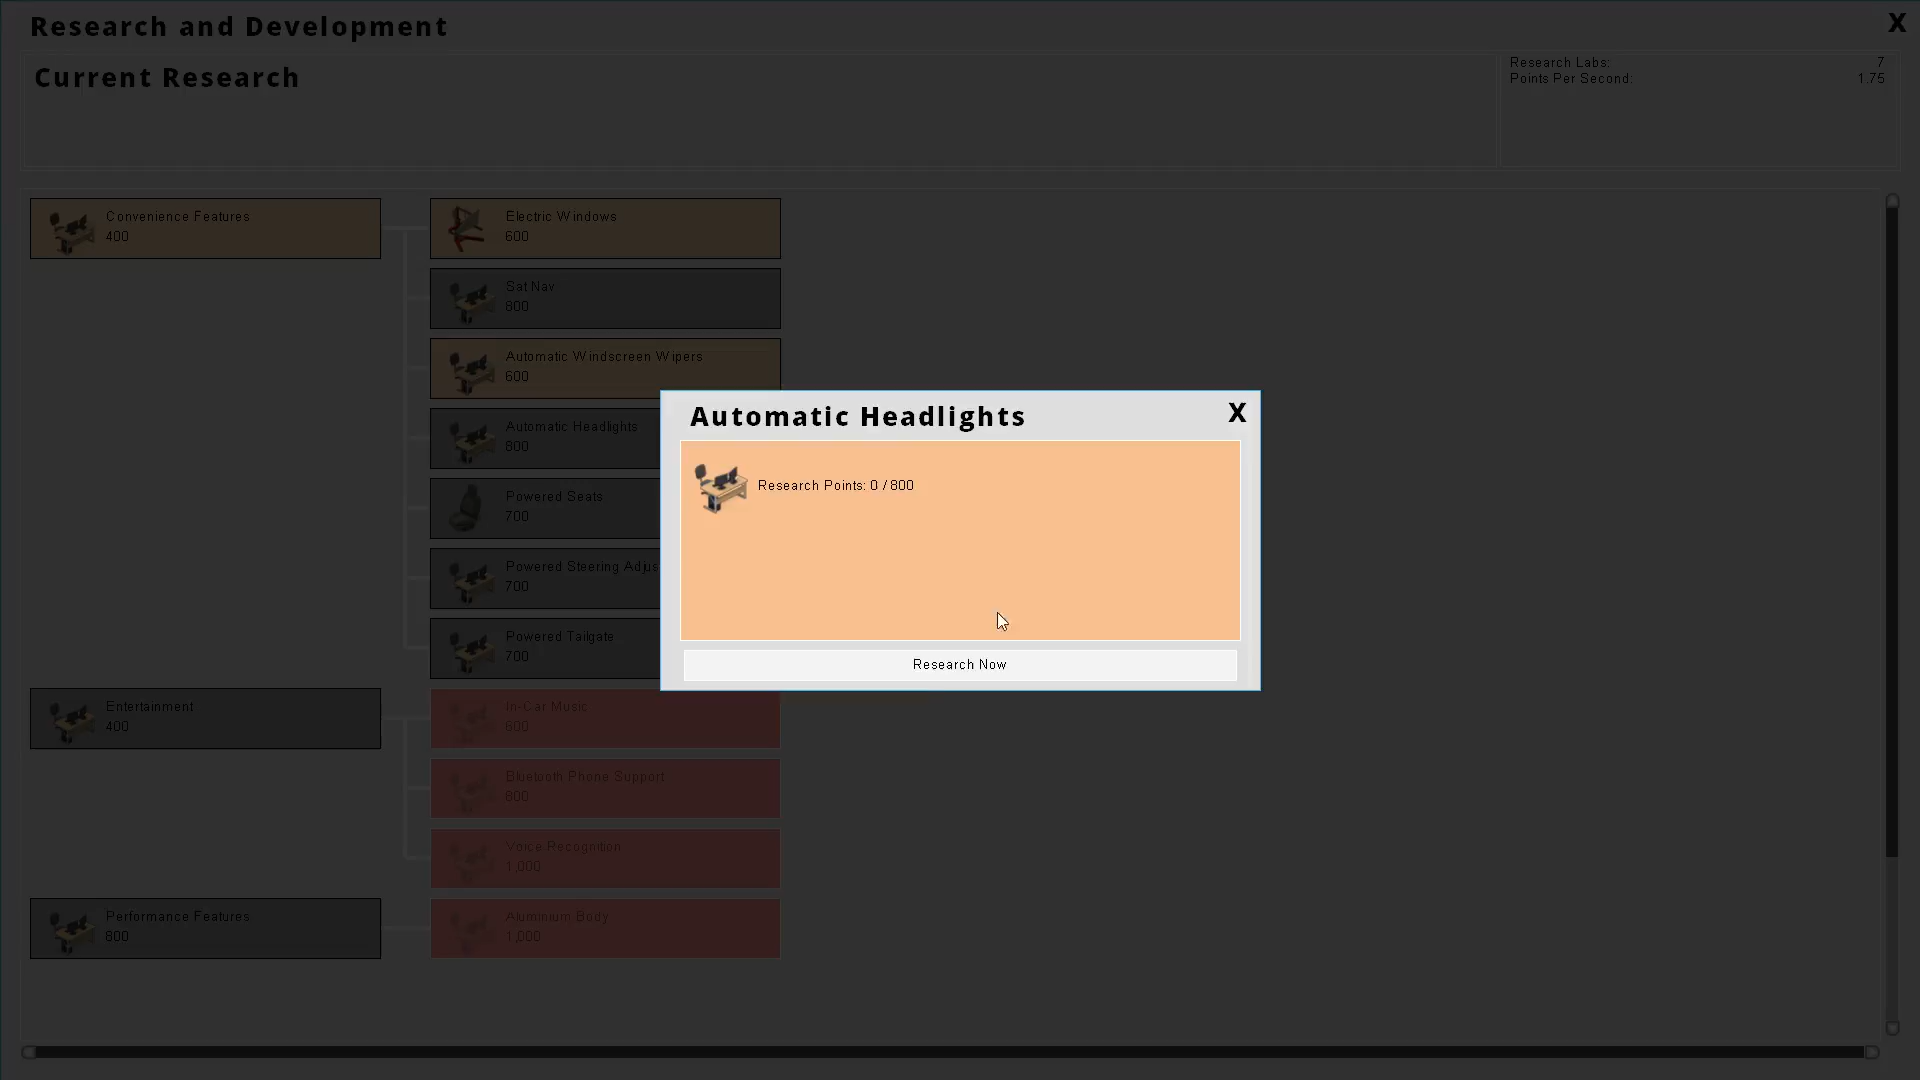 Research and Development
X
Current Research
Research Labs: 7
Points Per Second: 1.75
Convenience Features
400
Electric Windows
600
Sat Nav
800
Automatic Windscreen Wipers
600
Automatic Headlights
800
Powered Seats
700
Powered Steering Adjus
700
Powered Tailgate
700
Automatic Headlights
X
Research Points: 0 / 800
Research Now
Entertainment
400
In-Car Music
600
Bluetooth Phone Support
800
Voice Recognition
1,000
Performance Features
800
Aluminium Body
1,000